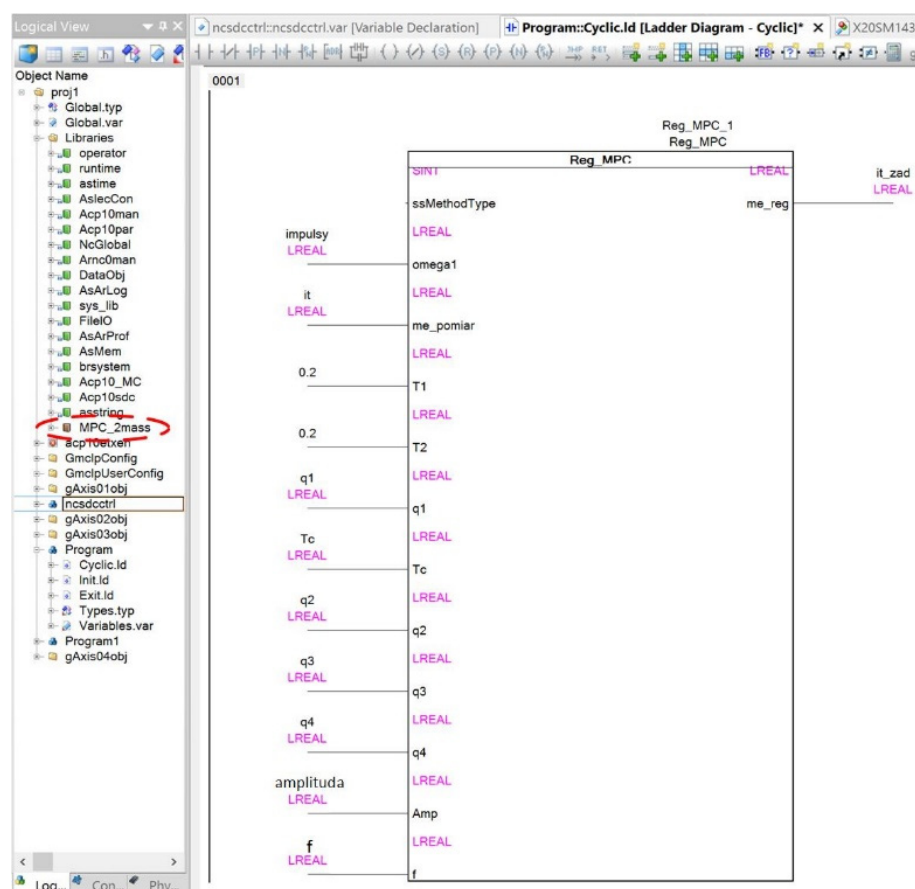 Logical View
ncsdcctrl::ncsdcctrl.var [Variable Declaration]
Program::Cyclic.ld [Ladder Diagram - Cyclic]*
X20SM143
Object Name
proj1
Global.typ
Global.var
Libraries
operator
runtime
astime
AsIecCon
Acp10man
Acp10par
NcGlobal
Arnc0man
DataObj
AsArLog
sys_lib
FileIO
AsArProf
AsMem
brsystem
Acp10_MC
Acp10sdc
asstring
MPC_2mass
acp10etxen
GmcIpConfig
GmcIpUserConfig
gAxis01obj
ncsdcctrl
gAxis02obj
gAxis03obj
Program
Cyclic.ld
Init.ld
Exit.ld
Types.typ
Variables.var
Program1
gAxis04obj
Log...
Con...
Phy...
0001
Reg_MPC_1
Reg_MPC
Reg_MPC
SINT LREAL
it_zad
LREAL
ssMethodType me_reg
impulsy
LREAL
LREAL
omega1
it
LREAL
LREAL
me_pomiar
LREAL
0.2
T1
LREAL
0.2
T2
q1
LREAL
LREAL
q1
Tc
LREAL
LREAL
Tc
q2
LREAL
LREAL
q2
q3
LREAL
LREAL
q3
q4
LREAL
LREAL
q4
amplituda
LREAL
LREAL
Amp
f
LREAL
LREAL
f